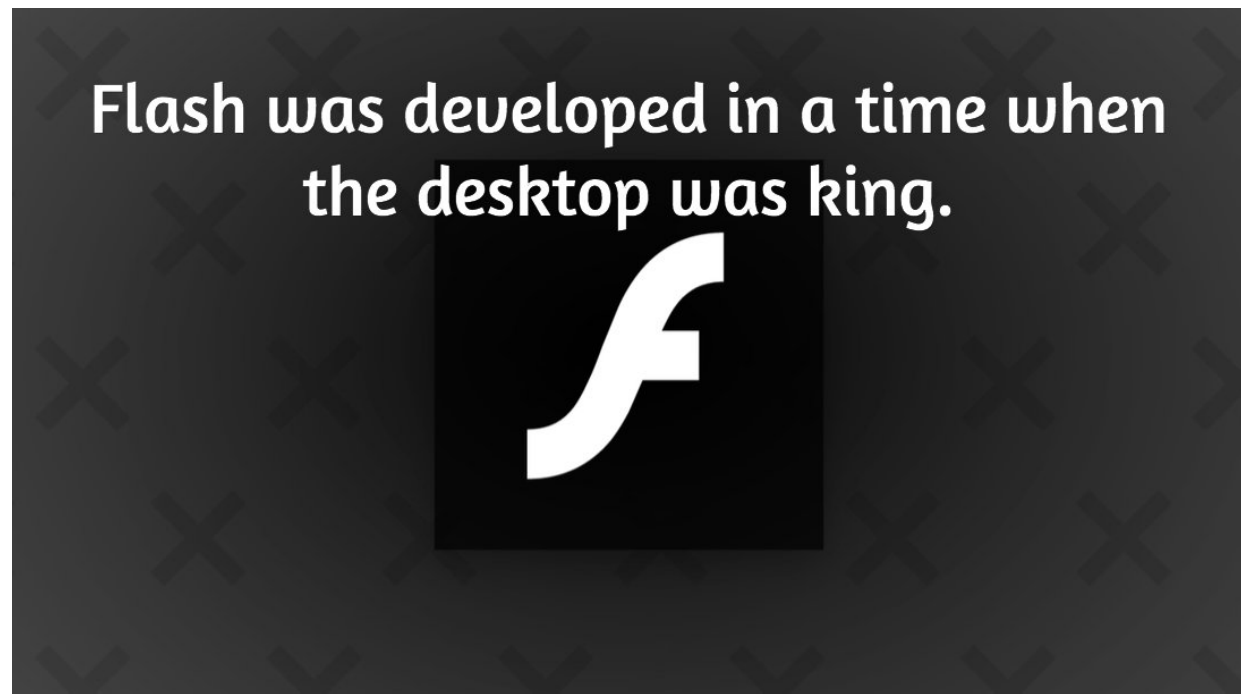 Flash was developed in a time when
the desktop was king.